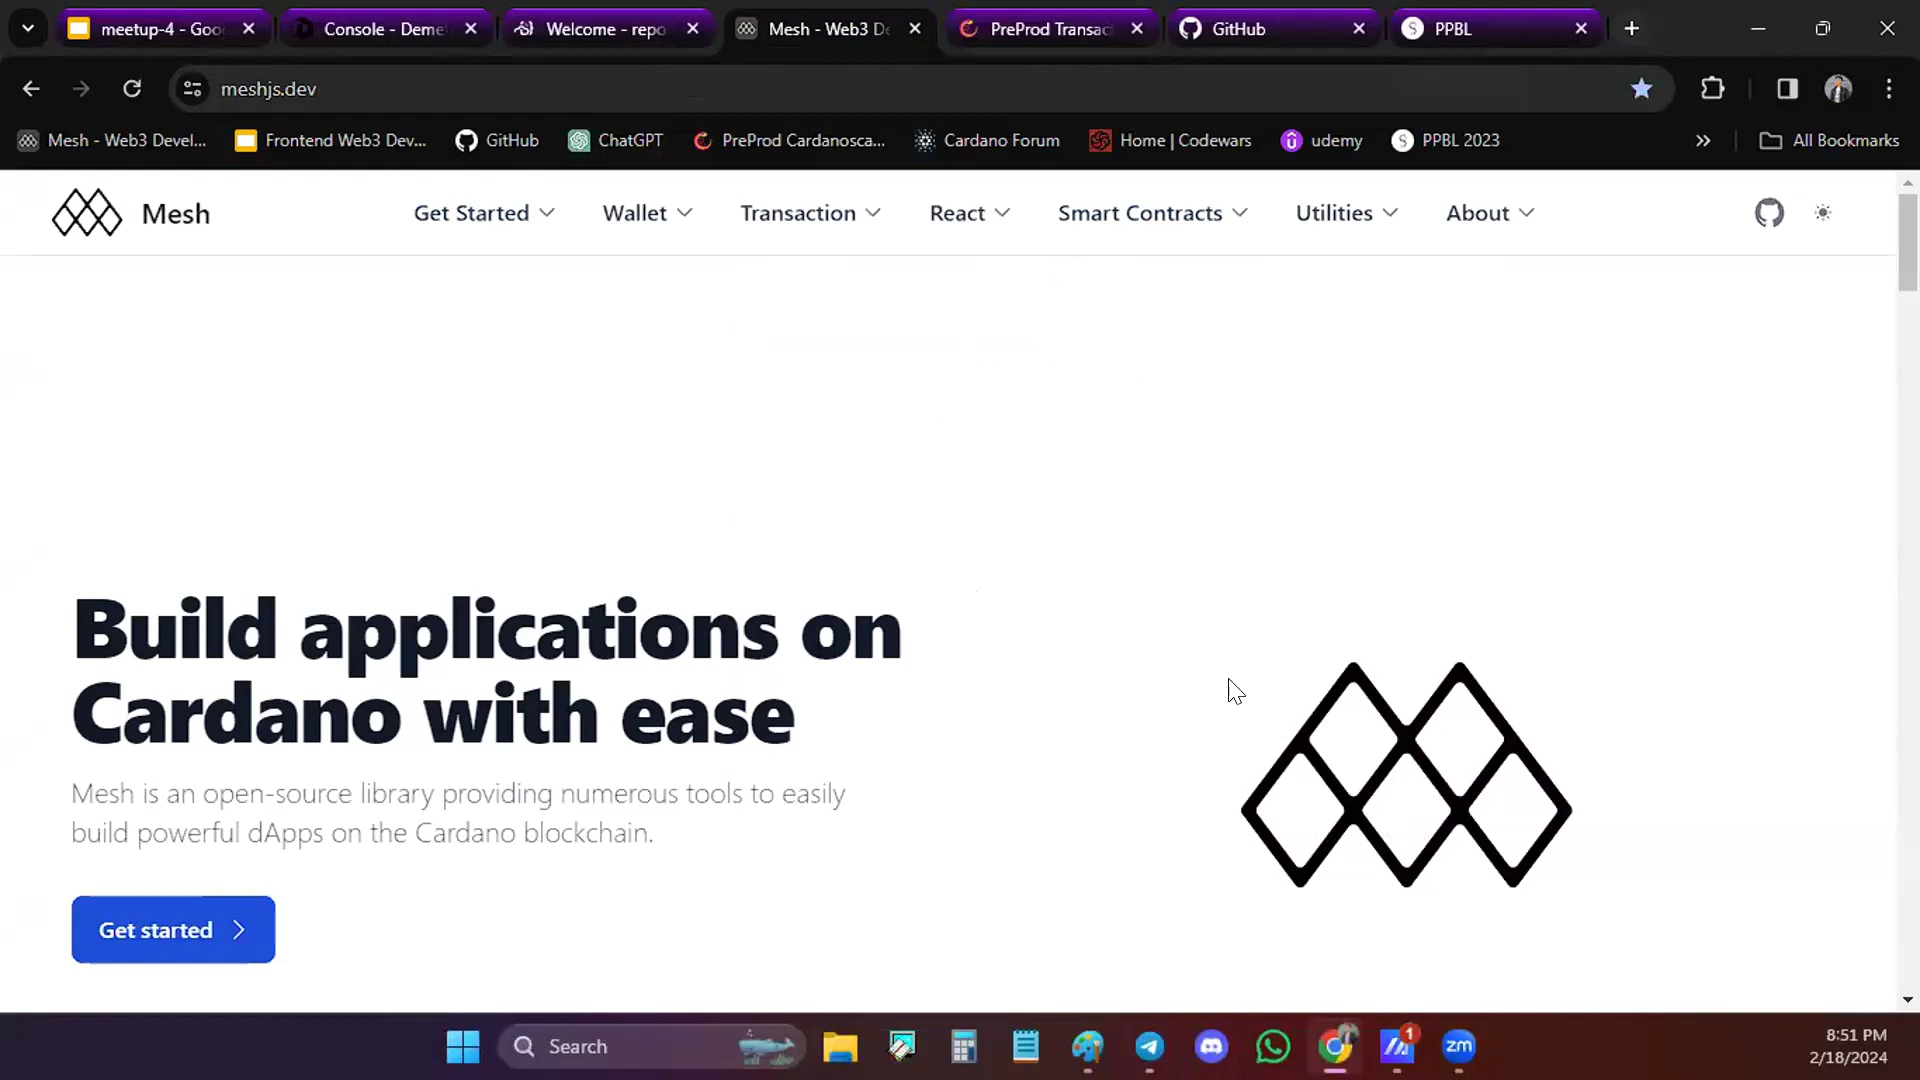 meetup-4 - Goo
Console - Deme
Welcome - repo
Mesh - Web3 De
PreProd Transac
GitHub
PPBL
meshjs.dev
Mesh - Web3 Devel...
Frontend Web3 Dev...
GitHub
ChatGPT
PreProd Cardanosca...
Cardano Forum
Home | Codewars
udemy
PPBL 2023
All Bookmarks
Mesh
Get Started
Wallet
Transaction
React
Smart Contracts
Utilities
About
Build applications on
Cardano with ease
Mesh is an open-source library providing numerous tools to easily
build powerful dApps on the Cardano blockchain.
Get started
Search
1
zm
8:51 PM
2/18/2024